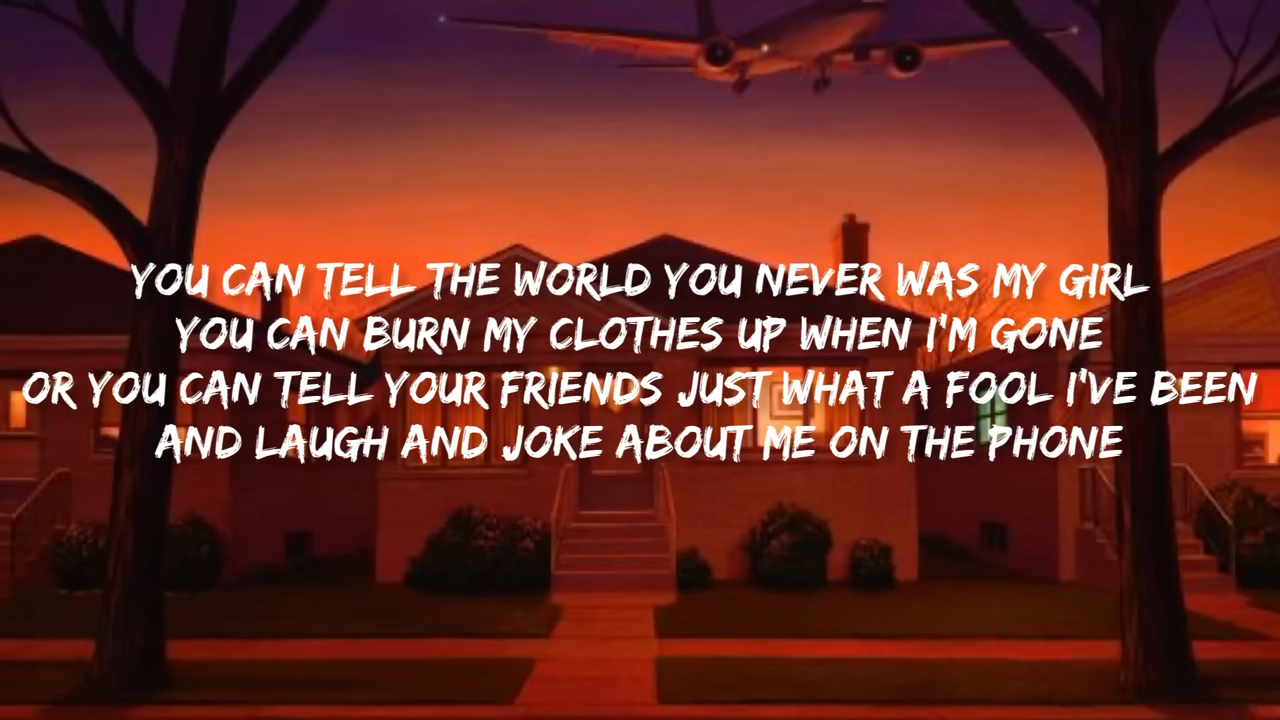 YOU CAN TELL THE WORLD YOU NEVER WAS MY GIRL
YOU CAN BURN MY CLOTHES UP WHEN I'M GONE
OR YOU CAN TELL YOUR FRIENDS JUST WHAT A FOOL I'VE BEEN
AND LAUGH AND JOKE ABOUT ME ON THE PHONE